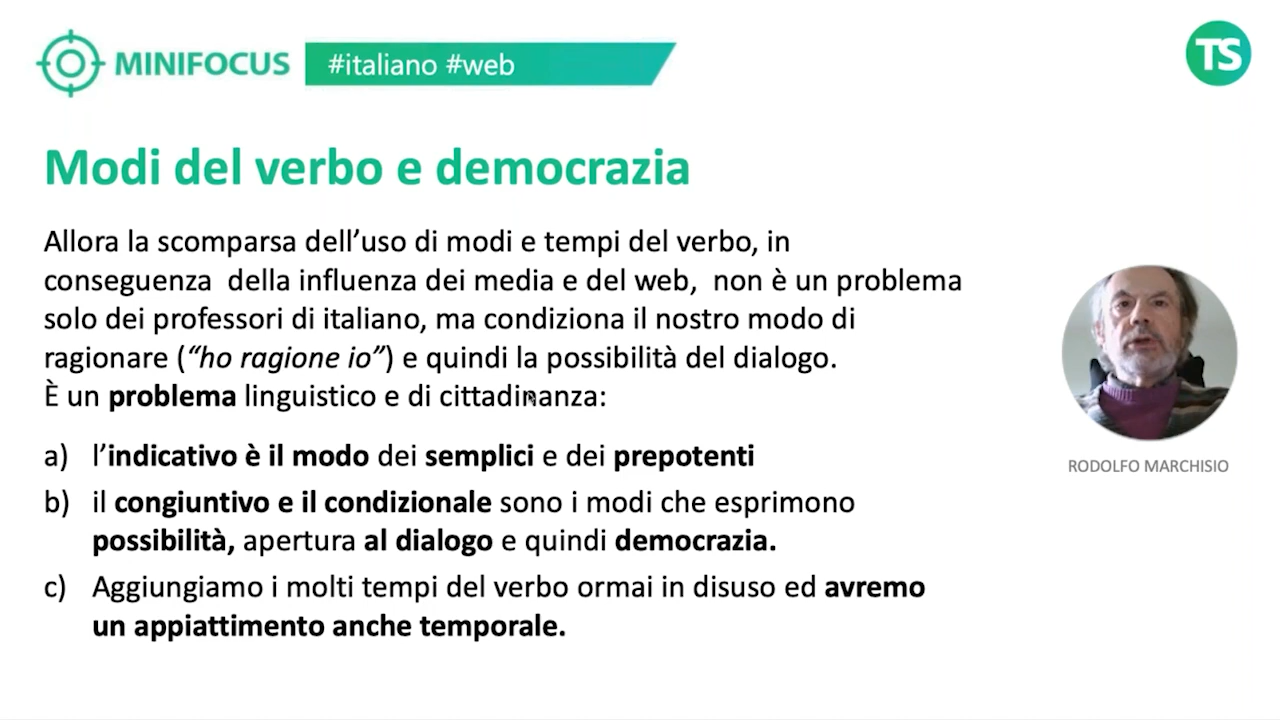 MINIFOCUS
#italiano #web
TS
Modi del verbo e democrazia
Allora la scomparsa dell’uso di modi e tempi del verbo, in
conseguenza della influenza dei media e del web, non è un problema
solo dei professori di italiano, ma condiziona il nostro modo di
ragionare (“ho ragione io”) e quindi la possibilità del dialogo.
È un problema linguistico e di cittadinanza:
a) l’indicativo è il modo dei semplici e dei prepotenti
b) il congiuntivo e il condizionale sono i modi che esprimono
possibilità, apertura al dialogo e quindi democrazia.
c) Aggiungiamo i molti tempi del verbo ormai in disuso ed avremo
un appiattimento anche temporale.
RODOLFO MARCHISIO